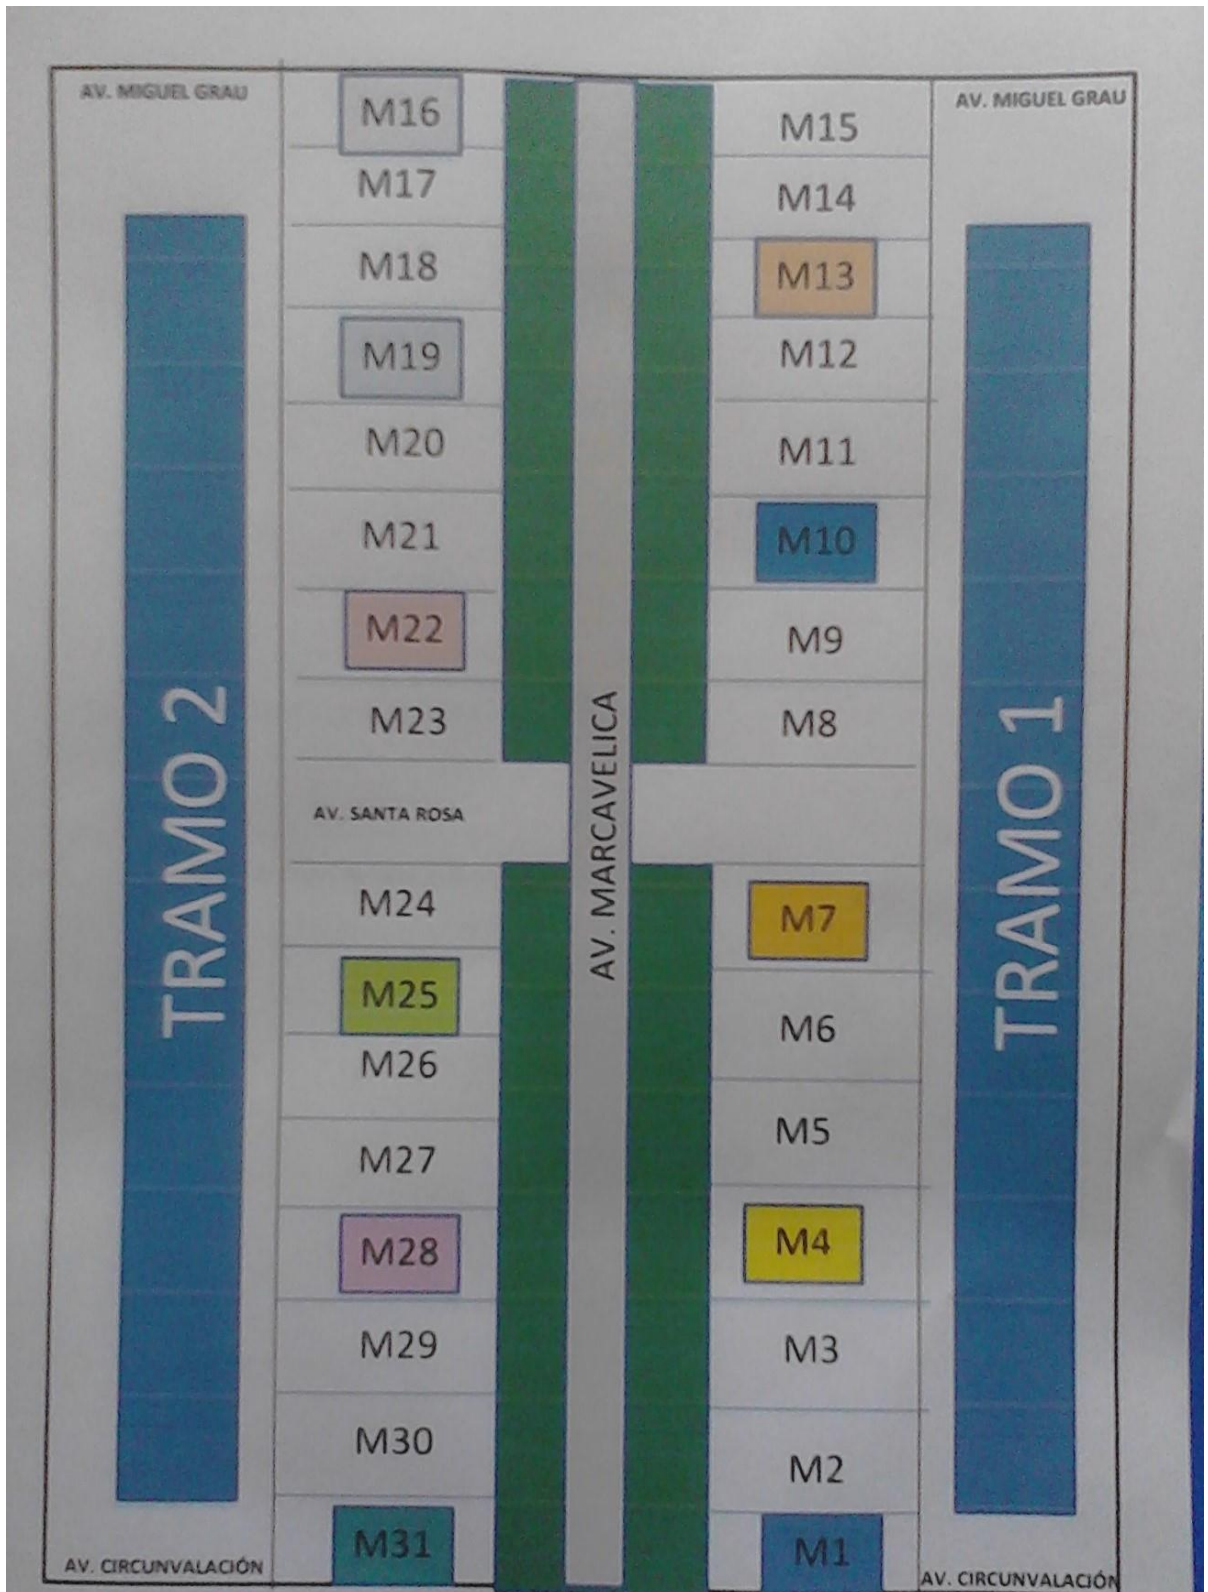 AV. MIGUEL GRAU
M16
M15
AV. MIGUEL GRAU
M17
M14
M18
M13
M19
M12
M20
M11
M21
M10
M22
M9
M23
M8
TRAMO 2
AV. SANTA ROSA
AV. MARCAVELICA
TRAMO 1
M24
M7
M25
M6
M26
M5
M27
M28
M4
M29
M3
M30
M2
M31
M1
AV. CIRCUNVALACIÓN
AV. CIRCUNVALACIÓN